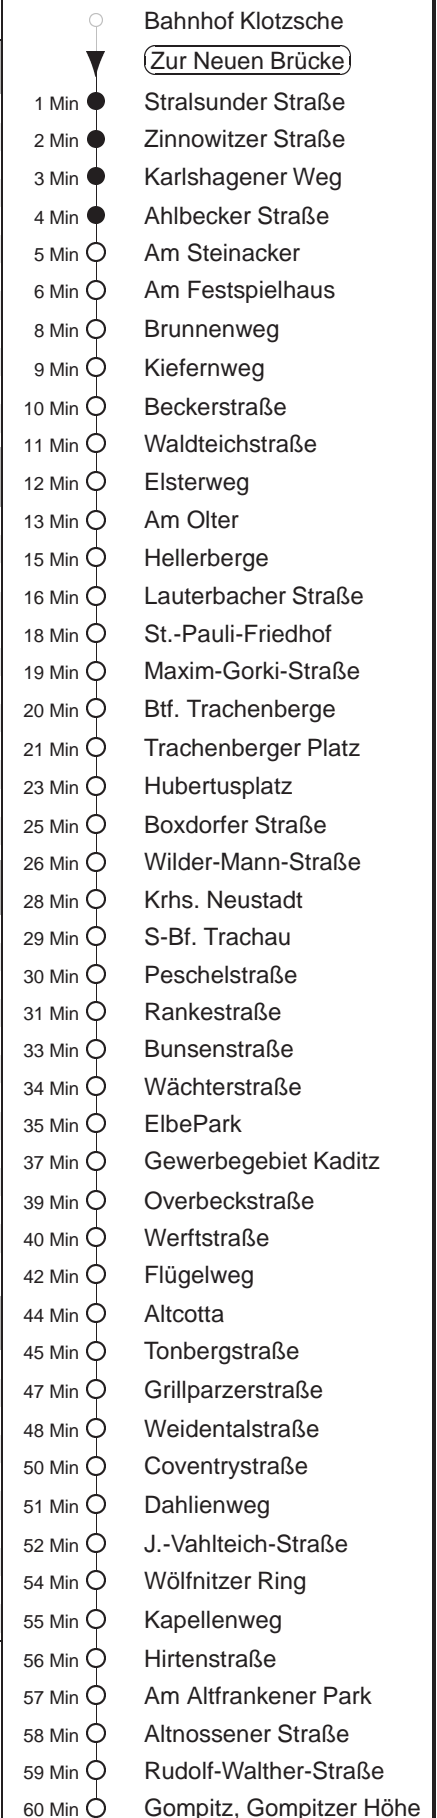 Bahnhof Klotzsche
Zur Neuen Brücke
1 Min Stralsunder Straße
2 Min Zinnowitzer Straße
3 Min Karlshagener Weg
4 Min Ahlbecker Straße
5 Min Am Steinacker
6 Min Am Festspielhaus
8 Min Brunnenweg
9 Min Kiefernweg
10 Min Beckerstraße
11 Min Waldteichstraße
12 Min Elsterweg
13 Min Am Olter
15 Min Hellerberge
16 Min Lauterbacher Straße
18 Min St.-Pauli-Friedhof
19 Min Maxim-Gorki-Straße
20 Min Btf. Trachenberge
21 Min Trachenberger Platz
23 Min Hubertusplatz
25 Min Boxdorfer Straße
26 Min Wilder-Mann-Straße
28 Min Krhs. Neustadt
29 Min S-Bf. Trachau
30 Min Peschelstraße
31 Min Rankestraße
33 Min Bunsenstraße
34 Min Wächterstraße
35 Min ElbePark
37 Min Gewerbegebiet Kaditz
39 Min Overbeckstraße
40 Min Werftstraße
42 Min Flügelweg
44 Min Altcotta
45 Min Tonbergstraße
47 Min Grillparzerstraße
48 Min Weidentalstraße
50 Min Coventrystraße
51 Min Dahlienweg
52 Min J.-Vahlteich-Straße
54 Min Wölfnitzer Ring
55 Min Kapellenweg
56 Min Hirtenstraße
57 Min Am Altfrankener Park
58 Min Altnossener Straße
59 Min Rudolf-Walther-Straße
60 Min Gompitz, Gompitzer Höhe